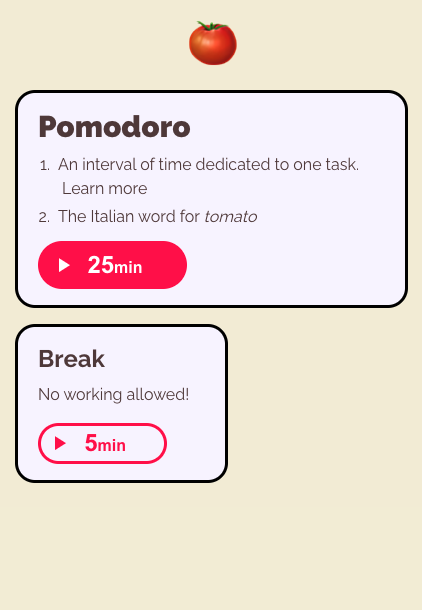 Pomodoro
1. An interval of time dedicated to one task.
Learn more
2. The Italian word for tomato
25min
Break
No working allowed!
5min